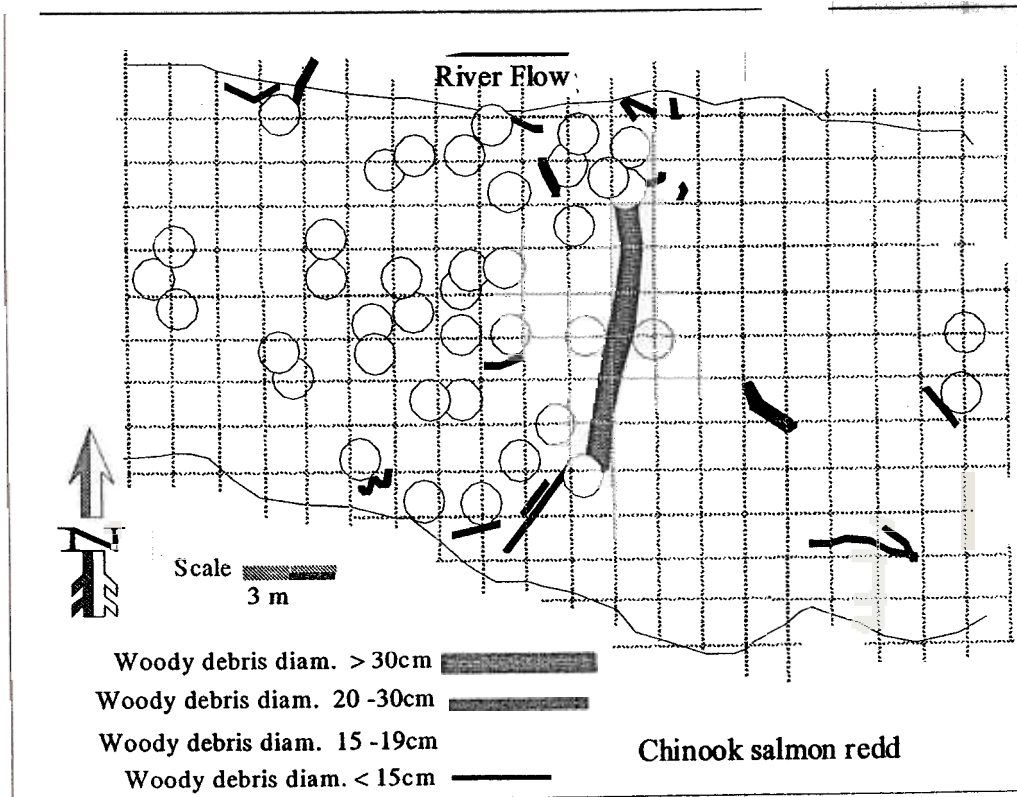 River Flow
N
Scale
3 m
Woody debris diam. > 30cm
Woody debris diam. 20 -30cm
Woody debris diam. 15 -19cm
Woody debris diam. < 15cm
Chinook salmon redd